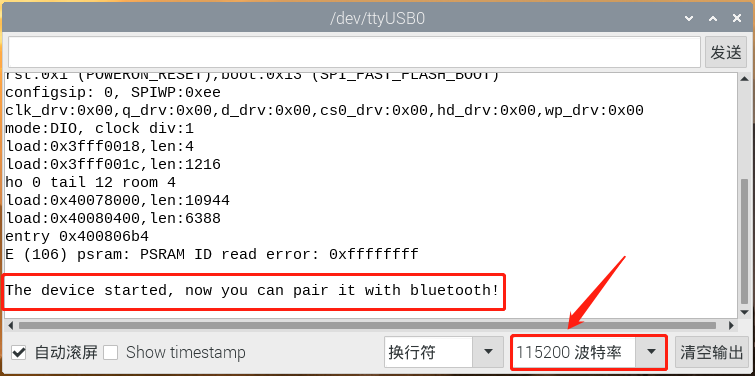 /dev/ttyUSB0
发送
rst:0x1 (POWERON_RESET),boot:0x13 (SPI_FAST_FLASH_BOOT)
configsip: 0, SPIWP:0xee
clk_drv:0x00,q_drv:0x00,d_drv:0x00,cs0_drv:0x00,hd_drv:0x00,wp_drv:0x00
mode:DIO, clock div:1
load:0x3fff0018,len:4
load:0x3fff001c,len:1216
ho 0 tail 12 room 4
load:0x40078000,len:10944
load:0x40080400,len:6388
entry 0x400806b4
E (106) psram: PSRAM ID read error: 0xffffffff
The device started, now you can pair it with bluetooth!
自动滚屏 Show timestamp 换行符 115200 波特率 清空输出